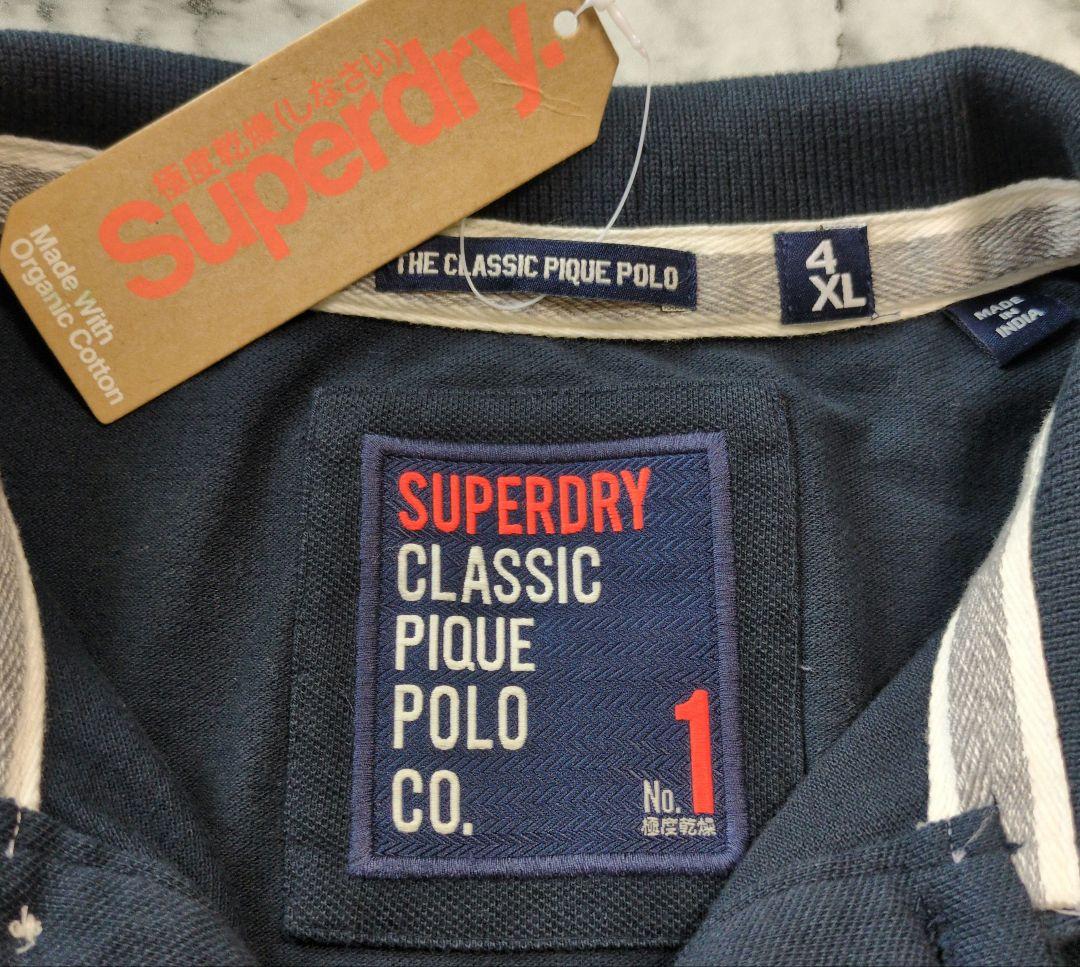 極度乾燥(しなさい)
Superdry.
Made With
Organic Cotton
THE CLASSIC PIQUE POLO
4
XL
MADE
IN
INDIA
SUPERDRY
CLASSIC
PIQUE
POLO
CO.
No. 1
極度乾燥